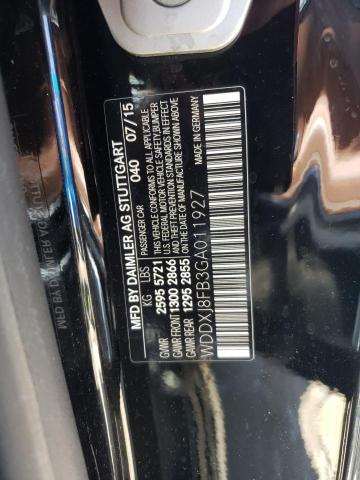 MFD BY DAIMLER AG STUTTGART
PASSENGER CAR 040 07/15
KG LBS
GVWR 2595 5721
GAWR FRONT 1300 2866
GAWR REAR 1295 2855
THIS VEHICLE CONFORMS TO ALL APPLICABLE
U.S. FEDERAL MOTOR VEHICLE SAFETY, BUMPER,
AND THEFT PREVENTION STANDARDS IN EFFECT
ON THE DATE OF MANUFACTURE SHOWN ABOVE.
MADE IN GERMANY
WDDXJ8FB3GA011927